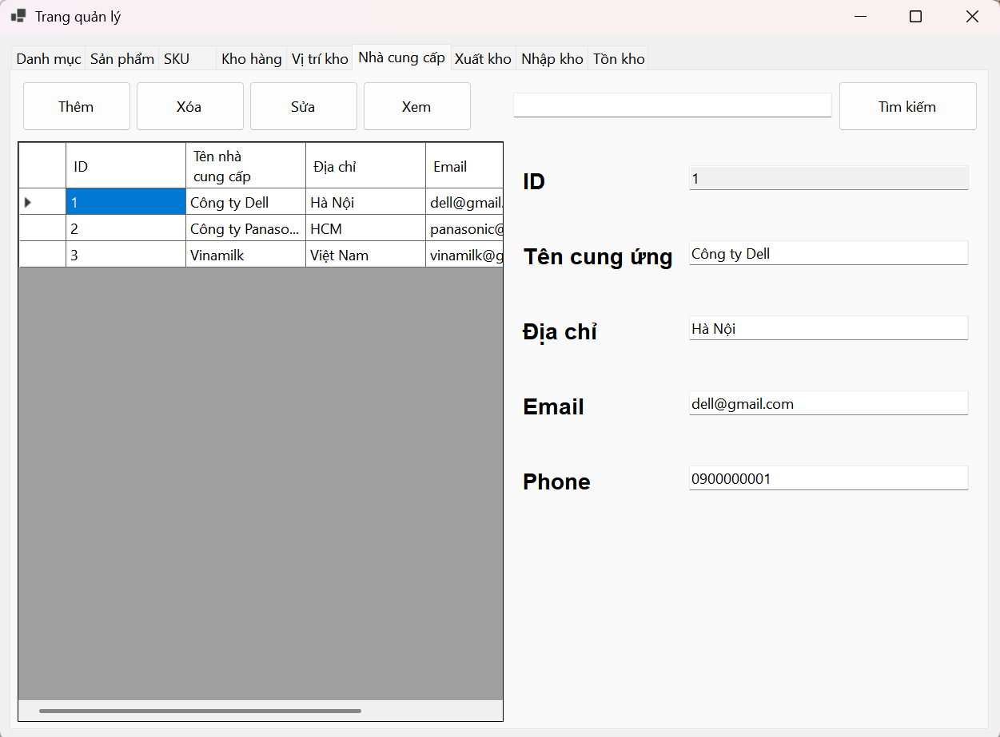 Trang quản lý
Danh mục Sản phẩm SKU Kho hàng Vị trí kho Nhà cung cấp Xuất kho Nhập kho Tồn kho
Thêm Xóa Sửa Xem Tìm kiếm
ID Tên nhà cung cấp Địa chỉ Email
1 Công ty Dell Hà Nội dell@gmail.
2 Công ty Panaso... HCM panasonic@
3 Vinamilk Việt Nam vinamilk@g
ID 1
Tên cung ứng Công ty Dell
Địa chỉ Hà Nội
Email dell@gmail.com
Phone 0900000001